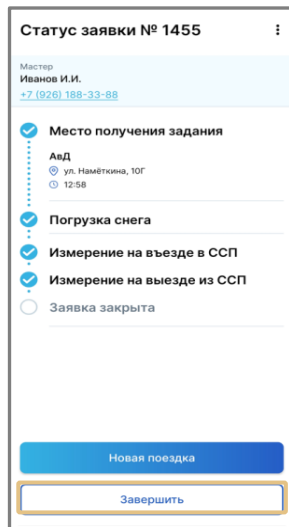 Статус заявки № 1455
Мастер
Иванов И.И.
+7 (926) 188-33-88
Место получения задания
АвД
ул. Намёткина, 10Г
12:58
Погрузка снега
Измерение на въезде в ССП
Измерение на выезде из ССП
Заявка закрыта
Новая поездка
Завершить